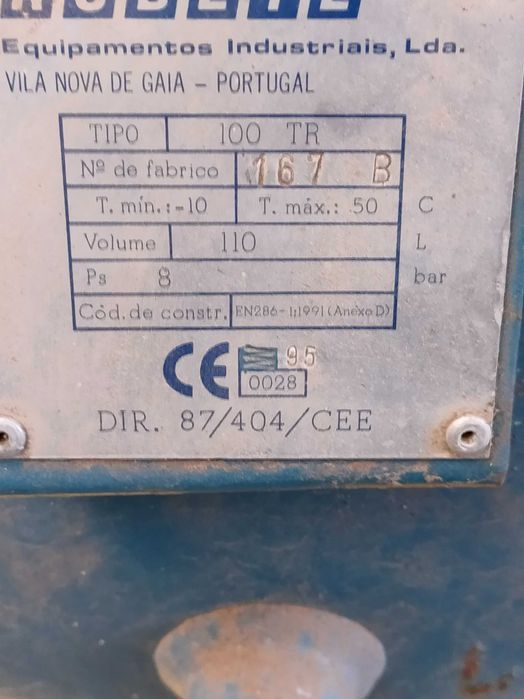 Equipamentos Industriais, Lda.
VILA NOVA DE GAIA – PORTUGAL
TIPO 100 TR
Nº de fabrico 167 B
T. mín.:-10 T. máx.: 50 C
Volume 110 L
Ps 8 bar
Cód. de constr. EN286-1:1991 (Anexo D)
CE 95
0028
DIR. 87/404/CEE